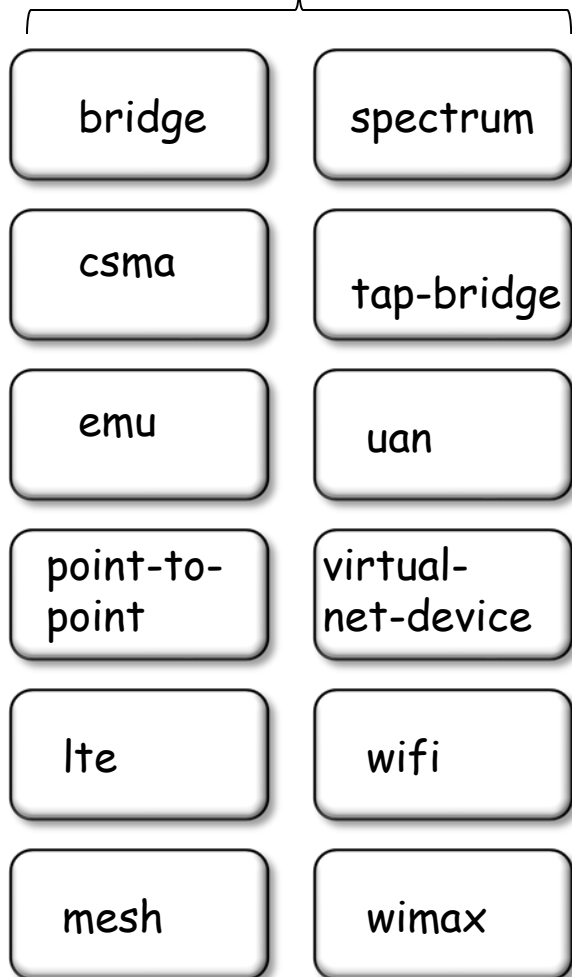 bridge
spectrum
csma
tap-bridge
emu
uan
point-to-
point
virtual-
net-device
lte
wifi
mesh
wimax